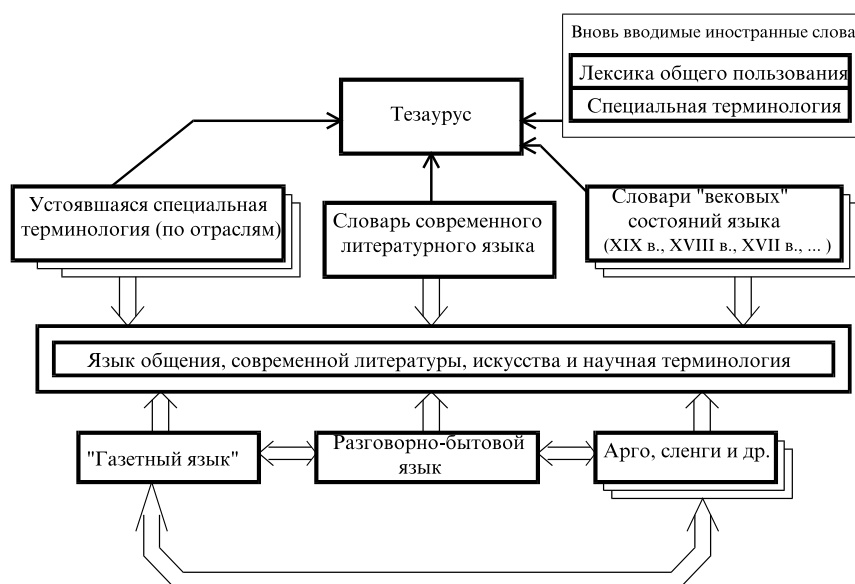 Вновь вводимые иностранные слова
Лексика общего пользования
Специальная терминология
Тезаурус
Устоявшаяся специальная
терминология (по отраслям)
Словарь современного
литературного языка
Словари "вековых"
состояний языка
(XIX в., XVIII в., XVII в., ... )
Язык общения, современной литературы, искусства и научная терминология
"Газетный язык"
Разговорно-бытовой
язык
Арго, сленги и др.